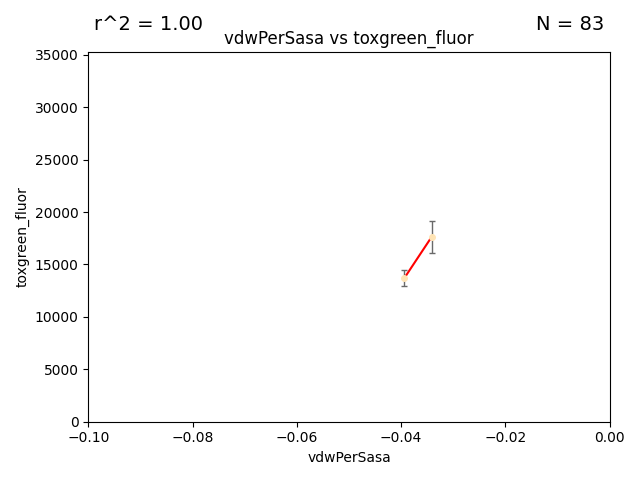 r^2 = 1.00
N = 83
vdwPerSasa vs toxgreen_fluor
35000
30000
25000
20000
15000
10000
5000
0
toxgreen_fluor
−0.10
−0.08
−0.06
−0.04
−0.02
0.00
vdwPerSasa